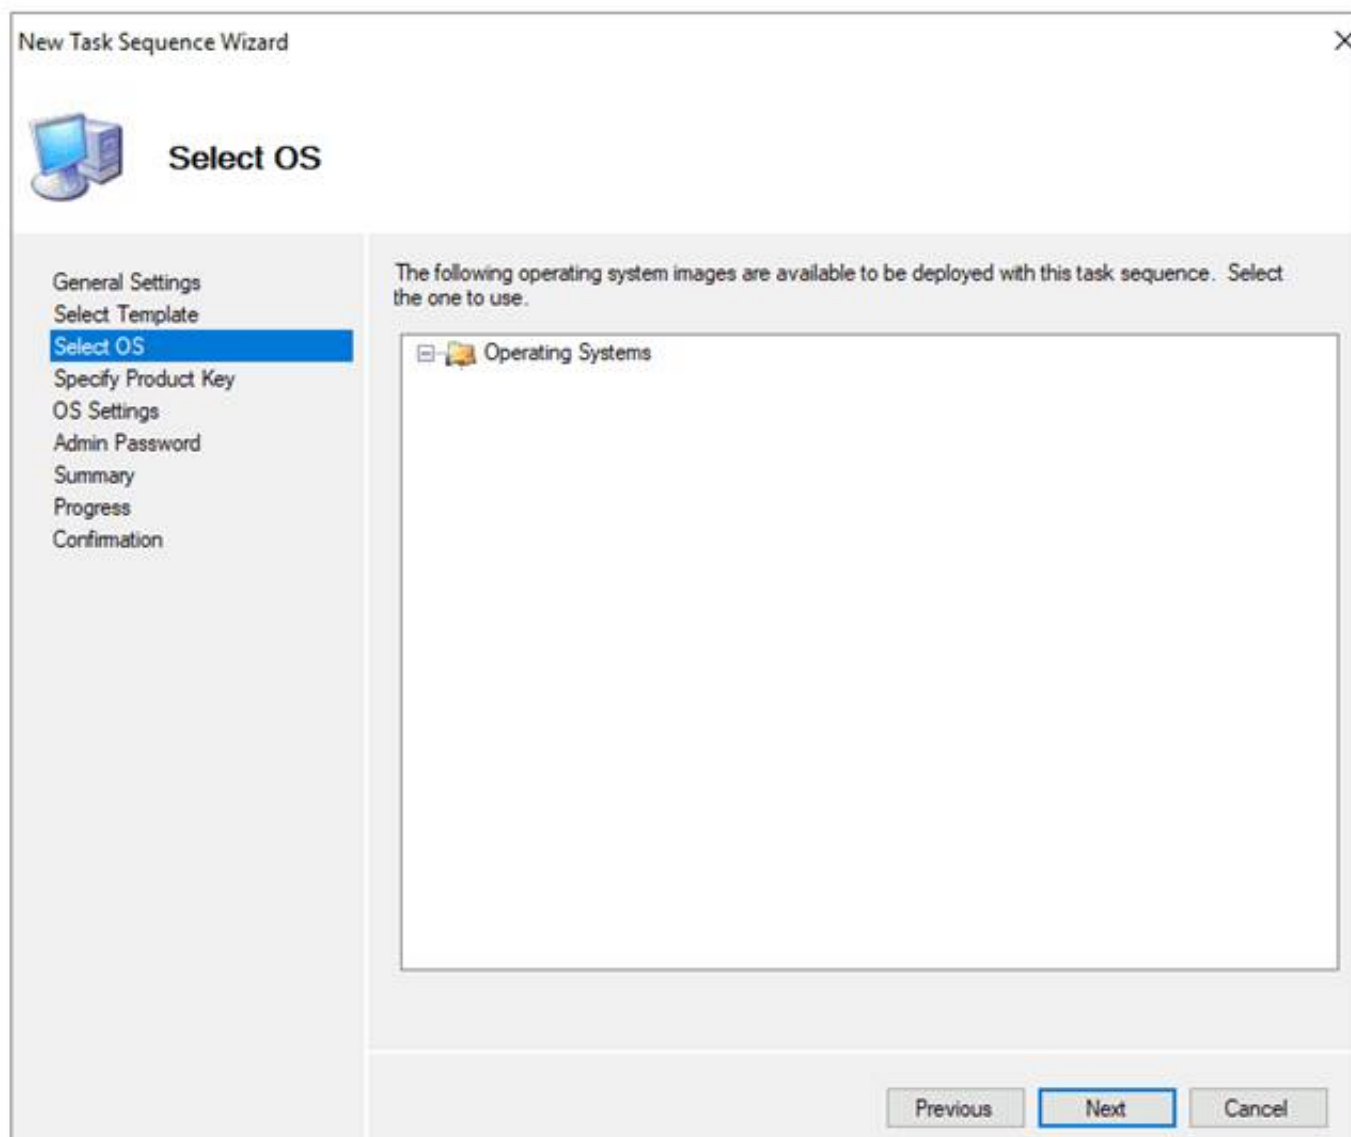 New Task Sequence Wizard
Select OS
General Settings
Select Template
Select OS
Specify Product Key
OS Settings
Admin Password
Summary
Progress
Confirmation
The following operating system images are available to be deployed with this task sequence.  Select
the one to use.
Operating Systems
Previous
Next
Cancel